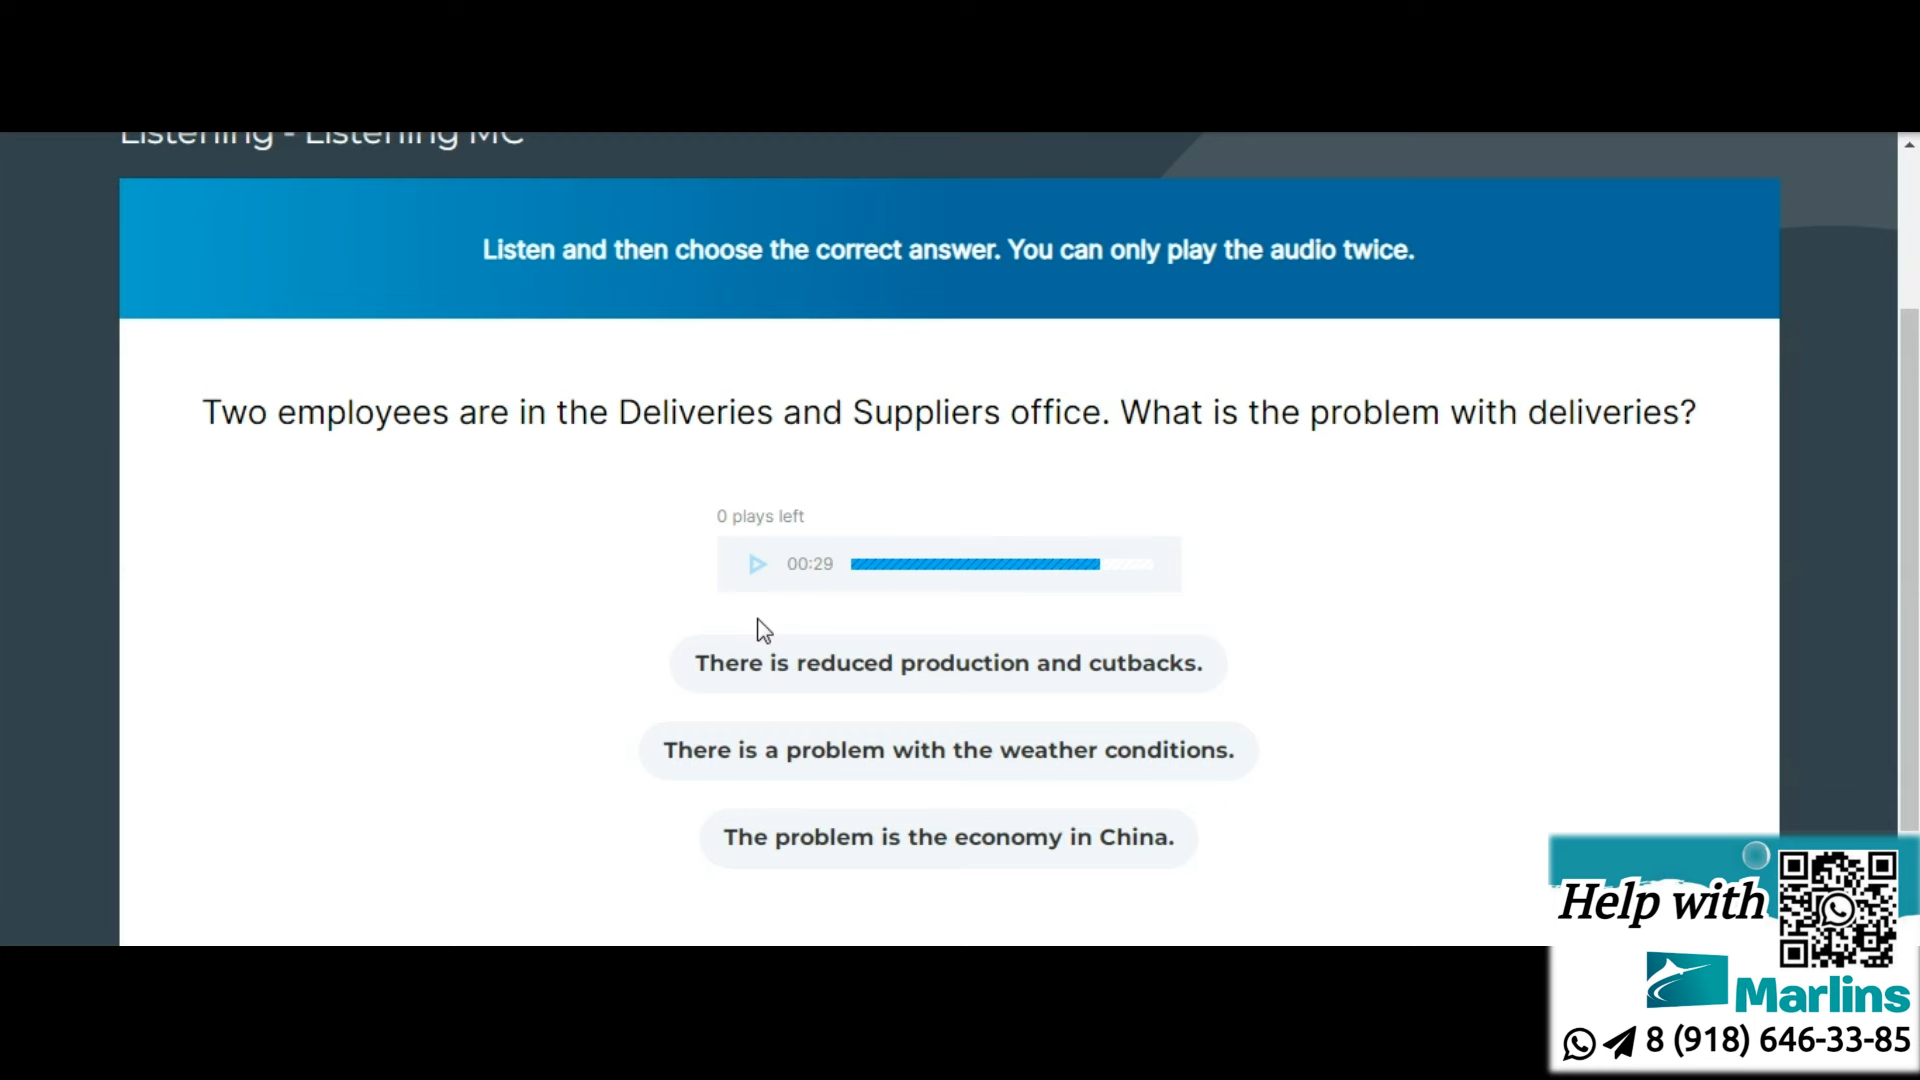 Listening - Listening MC
Listen and then choose the correct answer. You can only play the audio twice.
Two employees are in the Deliveries and Suppliers office. What is the problem with deliveries?
0 plays left
00:29
There is reduced production and cutbacks.
There is a problem with the weather conditions.
The problem is the economy in China.
Help with
Marlins
8 (918) 646-33-85